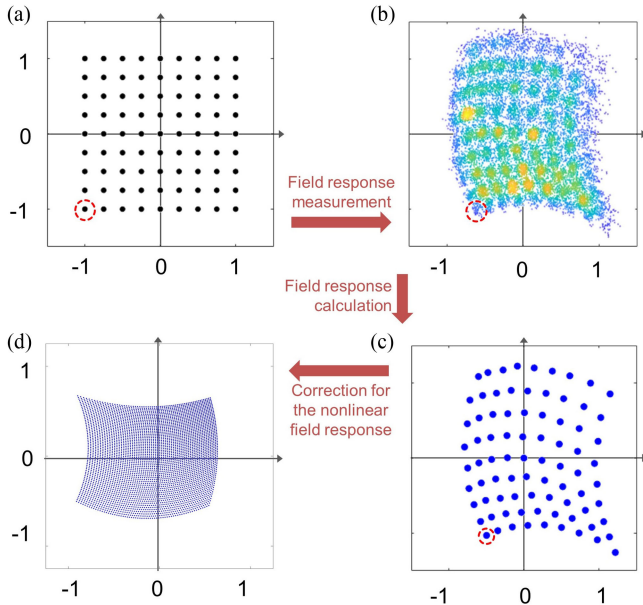 (a)
(b)
1
0
-1
-1
0
1
1
0
-1
-1
0
1
Field response
measurement
Field response
calculation
(d)
(c)
1
0
-1
-1
0
1
Correction for
the nonlinear
field response
1
0
-1
-1
0
1